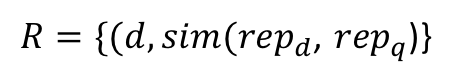 R = {(d, sim(rep_d, rep_q)}